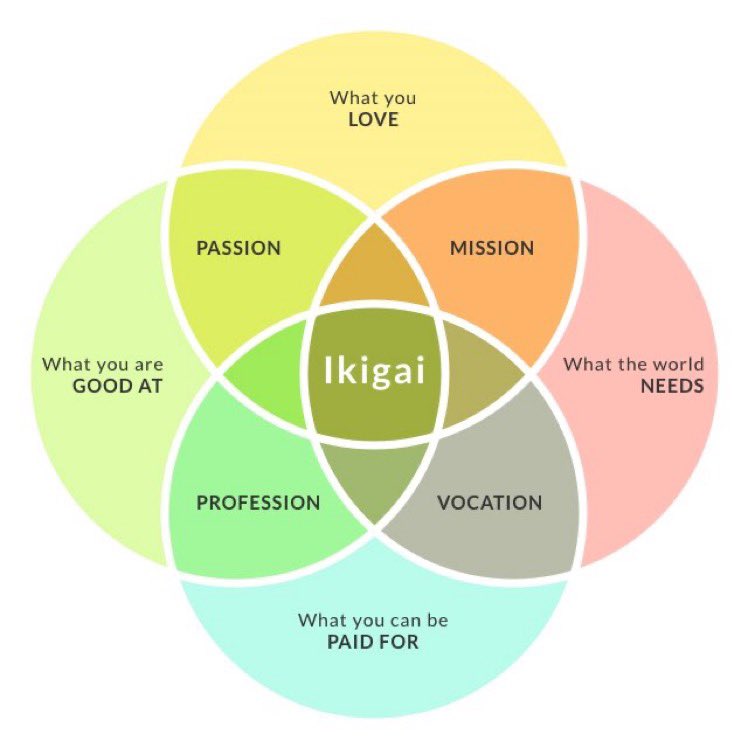 What you
LOVE
PASSION
MISSION
What you are
GOOD AT
Ikigai
What the world
NEEDS
PROFESSION
VOCATION
What you can be
PAID FOR